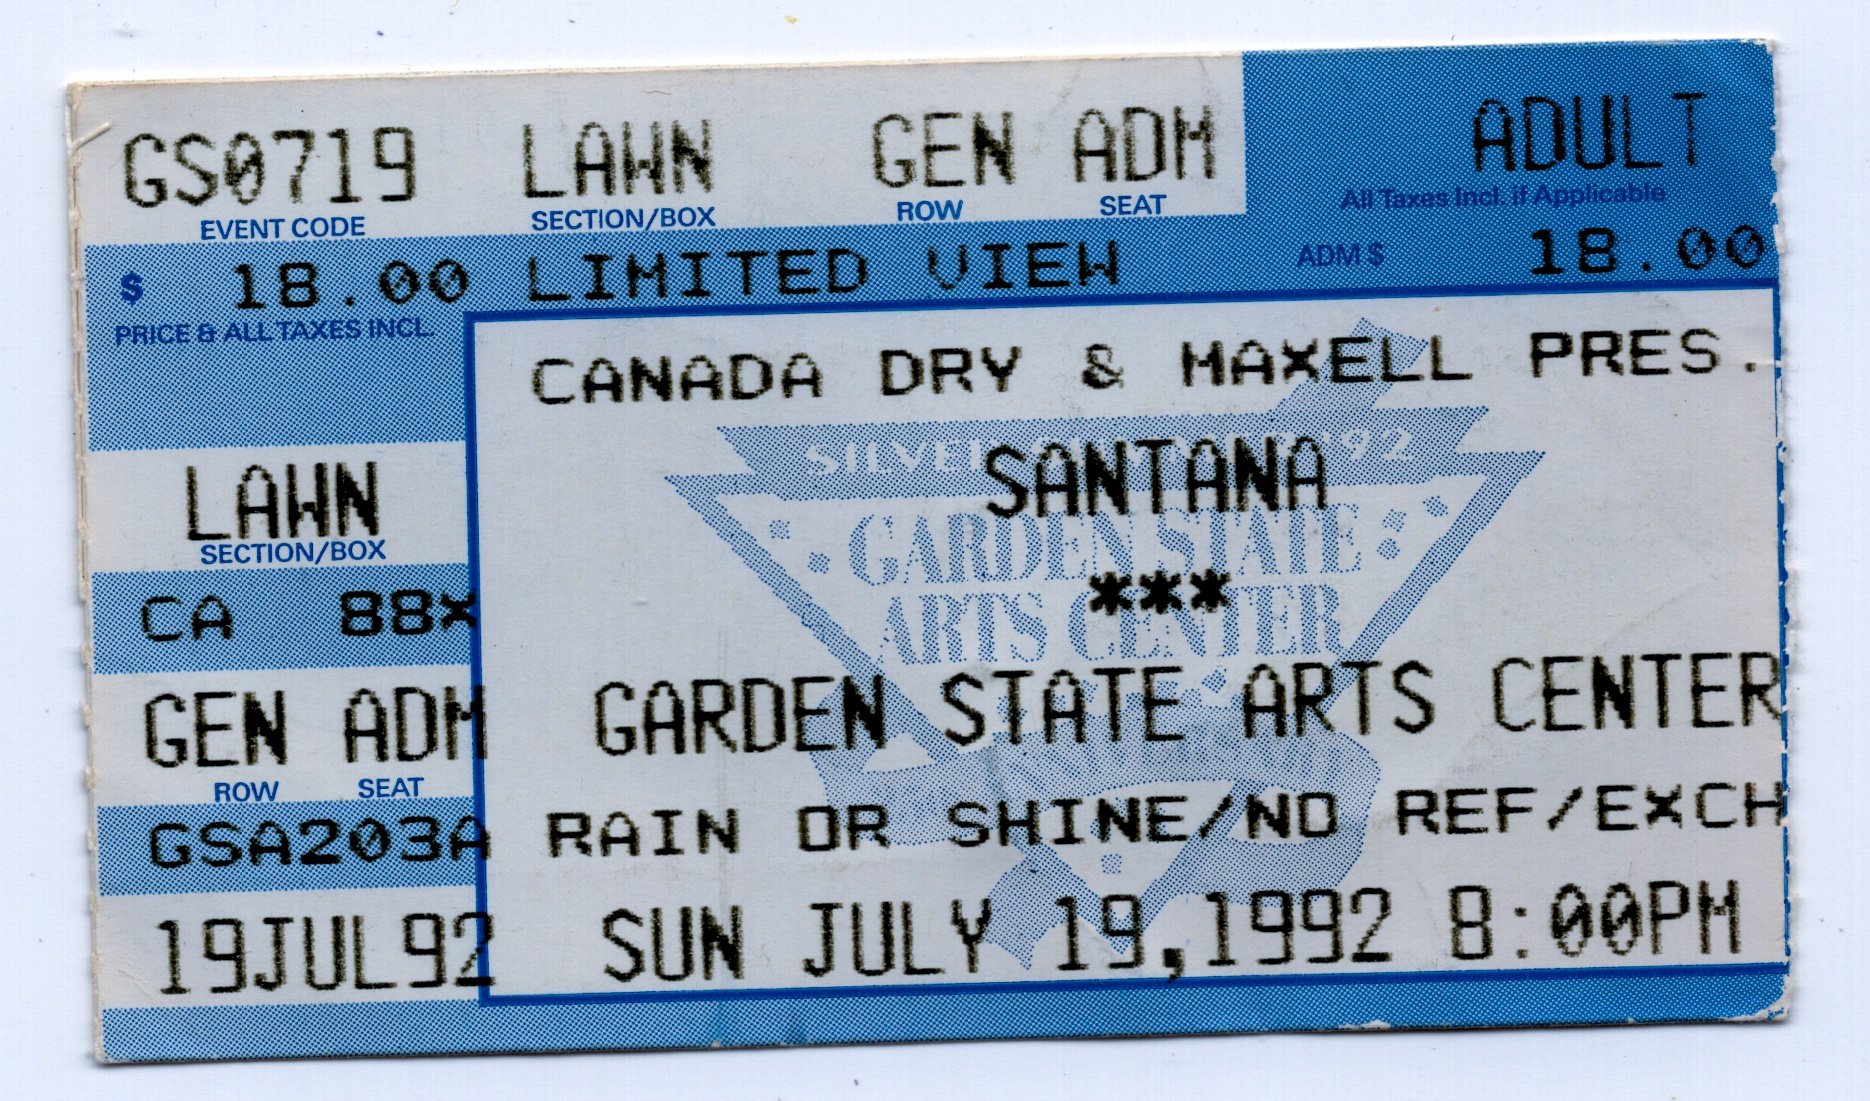 GS0719 LAWN GEN ADM ADULT
EVENT CODE SECTION/BOX ROW SEAT All Taxes Incl. if Applicable
$ 18.00 LIMITED VIEW ADM $ 18.00
PRICE & ALL TAXES INCL.
CANADA DRY & MAXELL PRES.
SANTANA
***
GARDEN STATE
ARTS CENTER
GARDEN STATE ARTS CENTER
RAIN OR SHINE/NO REF/EXCH
SUN JULY 19,1992 8:00PM
LAWN
SECTION/BOX
CA 88X
GEN ADM
ROW SEAT
GSA203A
19JUL92